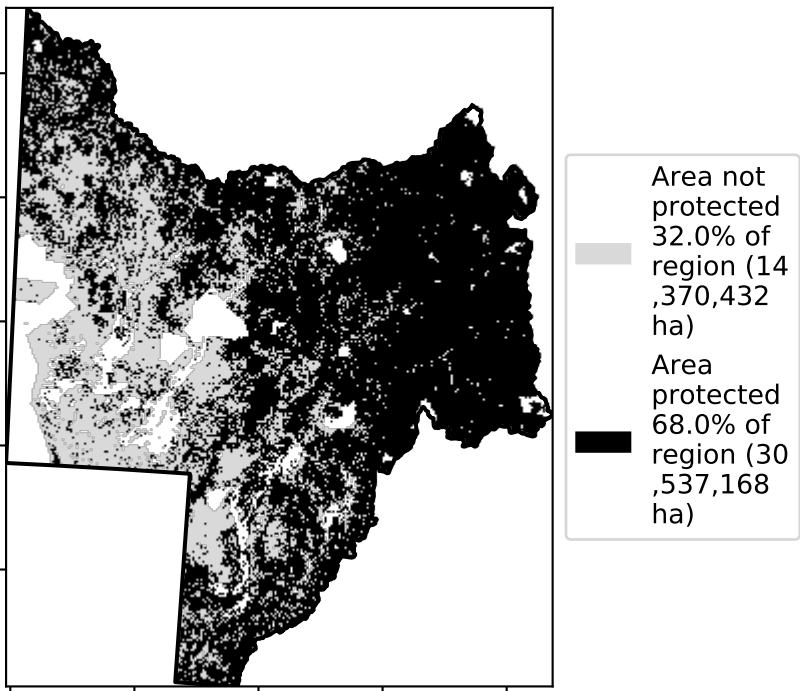 Area not
protected
32.0% of
region (14
,370,432
ha)
Area
protected
68.0% of
region (30
,537,168
ha)